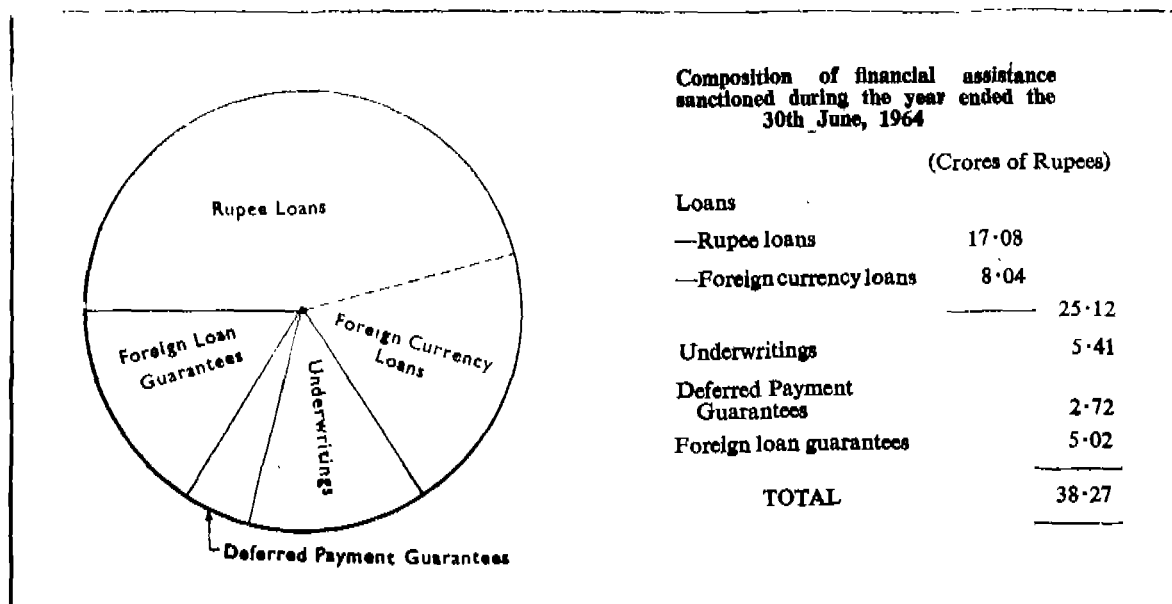 Composition of financial assistance
sanctioned during the year ended the
30th June, 1964
(Crores of Rupees)
Loans
—Rupee loans 17·08
—Foreign currency loans 8·04
25·12
Underwritings 5·41
Deferred Payment
Guarantees 2·72
Foreign loan guarantees 5·02
TOTAL 38·27
Rupee Loans
Foreign Currency
Loans
Underwritings
Foreign Loan
Guarantees
Deferred Payment Guarantees